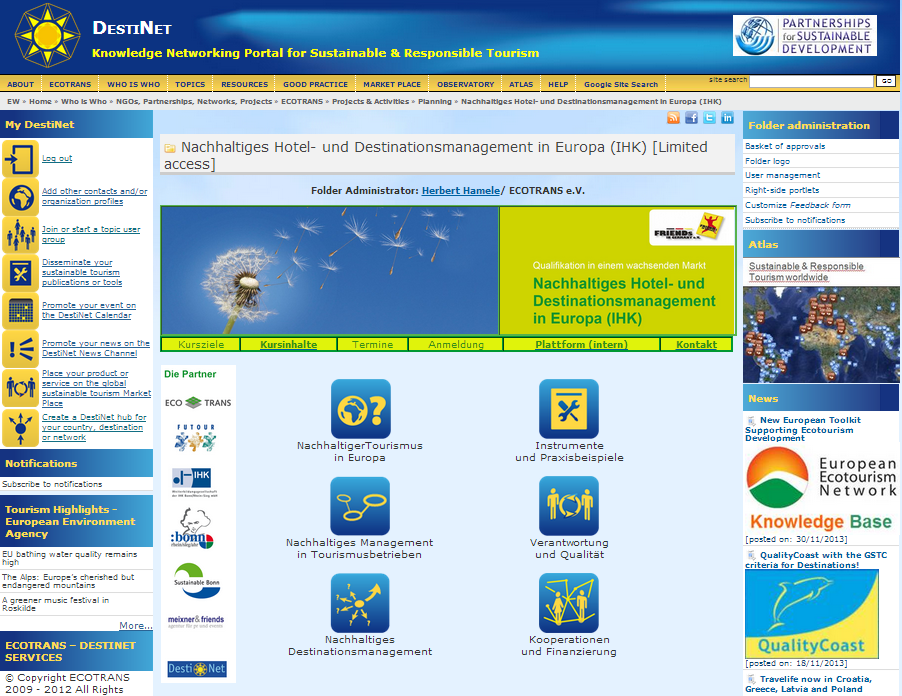 DestiNet
Knowledge Networking Portal for Sustainable & Responsible Tourism
PARTNERSHIPS
for SUSTAINABLE
DEVELOPMENT
ABOUT ECOTRANS WHO IS WHO TOPICS RESOURCES GOOD PRACTICE MARKET PLACE OBSERVATORY ATLAS HELP Google Site Search site search GO
EW » Home » Who is Who » NGOs, Partnerships, Networks, Projects » ECOTRANS » Projects & Activities » Planning » Nachhaltiges Hotel- und Destinationsmanagement in Europa (IHK)
My DestiNet
Log out
Add other contacts and/or
organization profiles
Join or start a topic user
group
Disseminate your
sustainable tourism
publications or tools
Promote your event on
the DestiNet Calendar
Promote your news on the
DestiNet News Channel
Place your product or
service on the global
sustainable tourism Market
Place
Create a DestiNet hub for
your country, destination
or network
Notifications
Subscribe to notifications
Tourism Highlights -
European Environment
Agency
EU bathing water quality remains
high
The Alps: Europe's cherished but
endangered mountains
A greener music festival in
Roskilde
More...
ECOTRANS – DESTINET
SERVICES
© Copyright ECOTRANS
2009 - 2012 All Rights
Nachhaltiges Hotel- und Destinationsmanagement in Europa (IHK) [Limited
access]
Folder Administrator: Herbert Hamele/ ECOTRANS e.V.
FRIENDS
IN GERMANY e.V.
Qualifikation in einem wachsenden Markt
Nachhaltiges Hotel- und
Destinationsmanagement
in Europa (IHK)
Kursziele Kursinhalte Termine Anmeldung Plattform (intern) Kontakt
Die Partner
ECO TRANS
FUTOUR
IHK
:bonn
Sustainable Bonn
meixner&friends
Desti Net
NachhaltigerTourismus
in Europa
Instrumente
und Praxisbeispiele
Nachhaltiges Management
in Tourismusbetrieben
Verantwortung
und Qualität
Nachhaltiges
Destinationsmanagement
Kooperationen
und Finanzierung
Folder administration
Basket of approvals
Folder logo
User management
Right-side portlets
Customize Feedback form
Subscribe to notifications
Atlas
Sustainable & Responsible
Tourism worldwide
News
New European Toolkit
Supporting Ecotourism
Development
European
Ecotourism
Network
Knowledge Base
[posted on: 30/11/2013]
QualityCoast with the GSTC
criteria for Destinations!
QualityCoast
[posted on: 18/11/2013]
Travelife now in Croatia,
Greece, Latvia and Poland